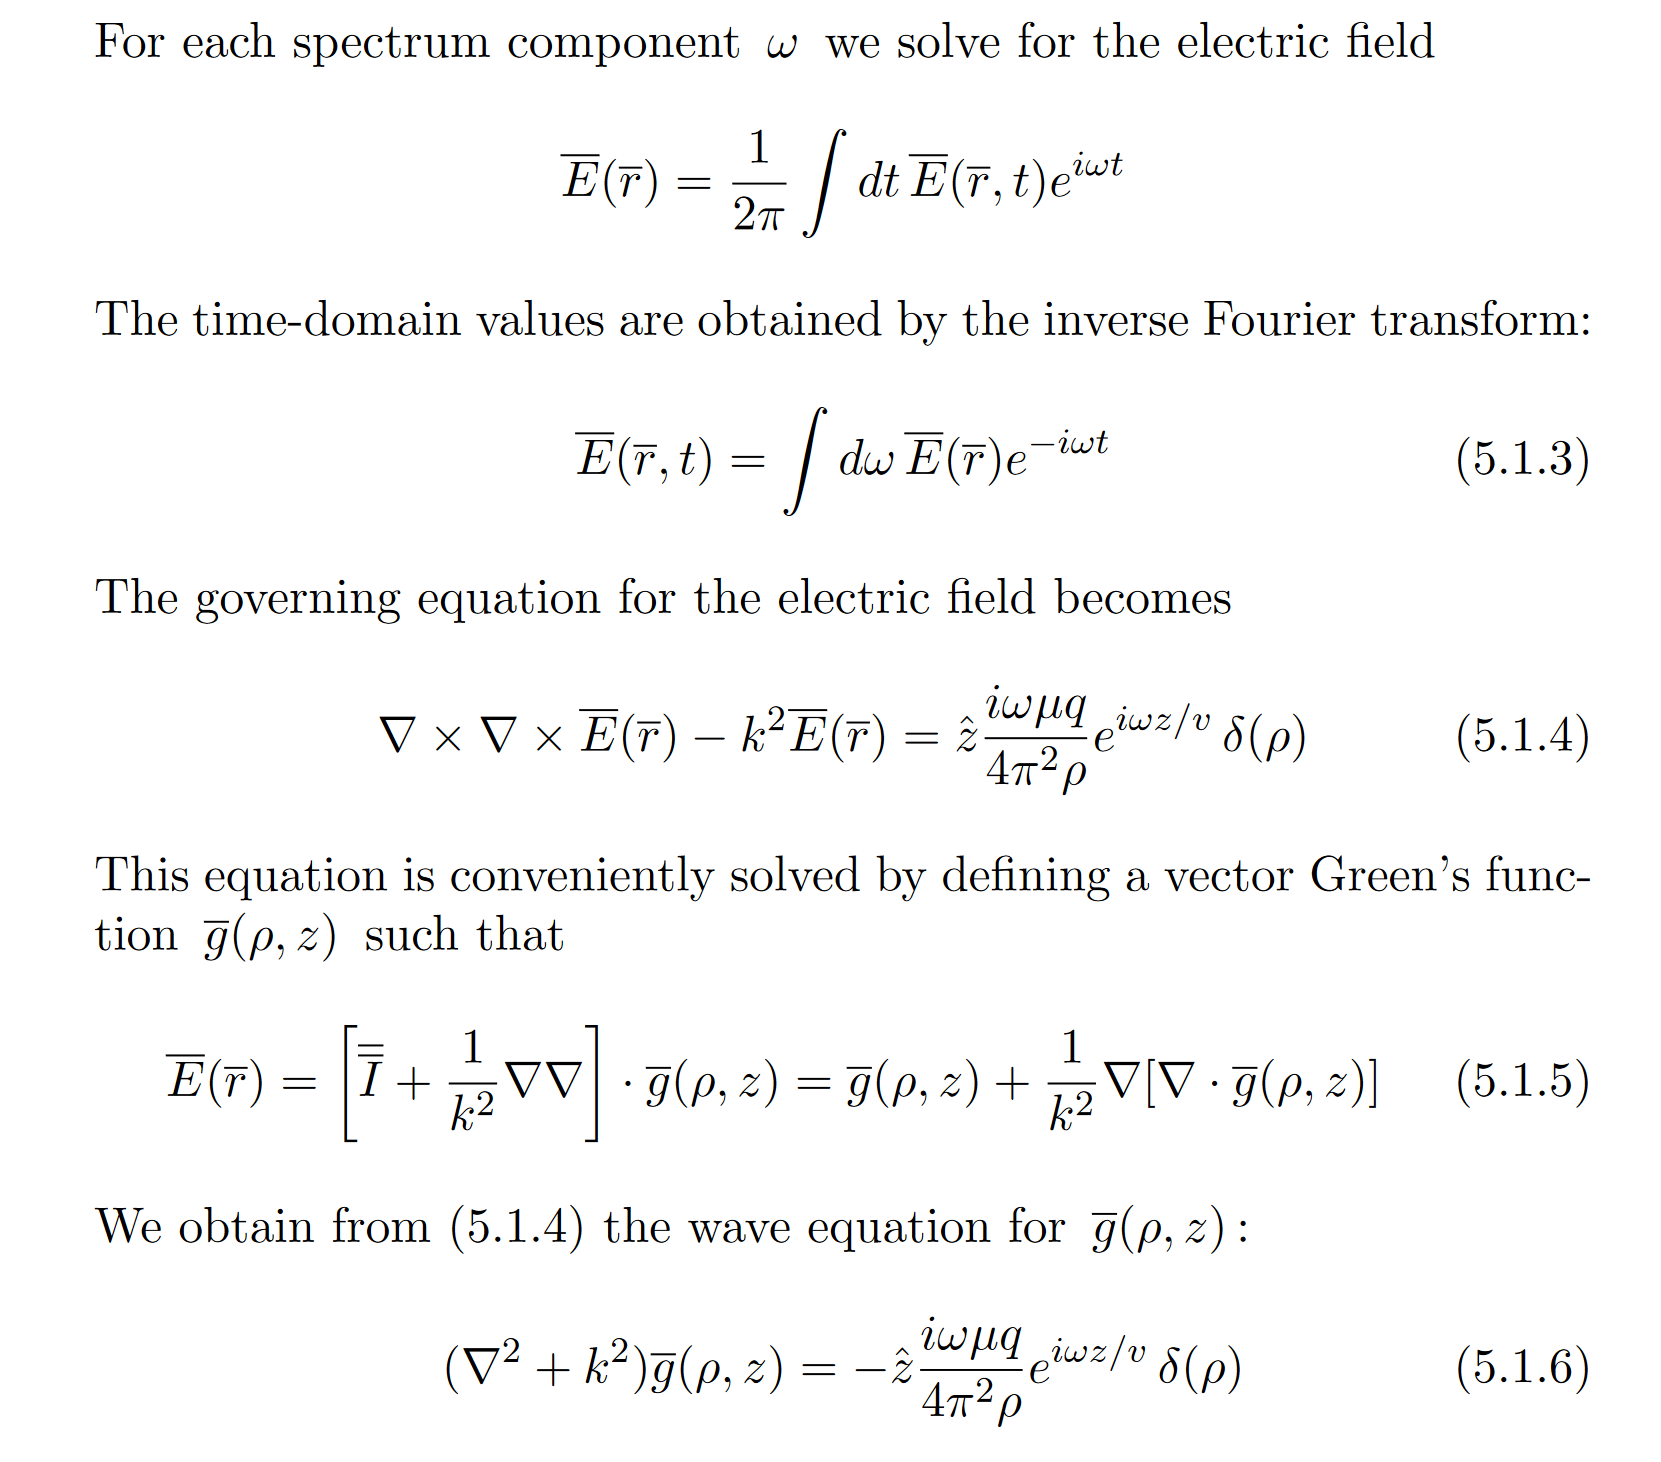 For each spectrum component ω we solve for the electric field
$\overline{E}(\overline{r}) = \frac{1}{2\pi} \int dt\, \overline{E}(\overline{r}, t) e^{i\omega t}$
The time-domain values are obtained by the inverse Fourier transform:
$\overline{E}(\overline{r}, t) = \int d\omega\, \overline{E}(\overline{r}) e^{-i\omega t}$ (5.1.3)
The governing equation for the electric field becomes
$\nabla \times \nabla \times \overline{E}(\overline{r}) - k^2 \overline{E}(\overline{r}) = \hat{z} \frac{i\omega\mu q}{4\pi^2 \rho} e^{i\omega z/v}\, \delta(\rho)$ (5.1.4)
This equation is conveniently solved by defining a vector Green's func-
tion $\overline{g}(\rho, z)$ such that
$\overline{E}(\overline{r}) = \left[ \overline{\overline{I}} + \frac{1}{k^2} \nabla\nabla \right] \cdot \overline{g}(\rho, z) = \overline{g}(\rho, z) + \frac{1}{k^2} \nabla[\nabla \cdot \overline{g}(\rho, z)]$ (5.1.5)
We obtain from (5.1.4) the wave equation for $\overline{g}(\rho, z)$:
$(\nabla^2 + k^2)\overline{g}(\rho, z) = -\hat{z} \frac{i\omega\mu q}{4\pi^2 \rho} e^{i\omega z/v}\, \delta(\rho)$ (5.1.6)